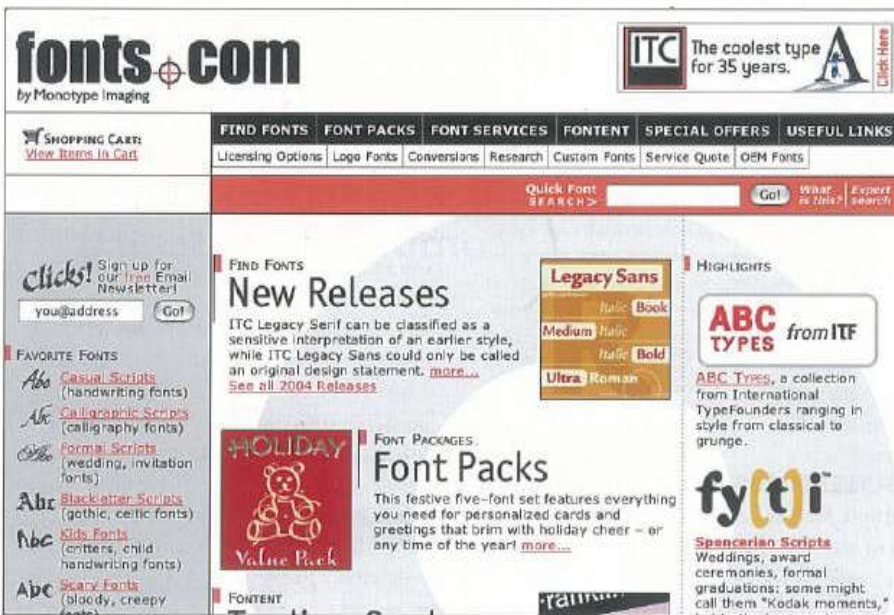 fonts.com
by Monotype Imaging
ITC
The coolest type
for 35 years.
A
Click Here
SHOPPING CART:
View Items in Cart
FIND FONTS FONT PACKS FONT SERVICES FONTENT SPECIAL OFFERS USEFUL LINKS
Licensing Options Logo Fonts Conversions Research Custom Fonts Service Quote OEM Fonts
Quick Font
SEARCH>
Go!
What
is this?
Expert
search
Clicks!
Sign up for
our free Email
Newsletter!
you@address
Go!
FAVORITE FONTS
Abc Casual Scripts
(handwriting fonts)
Abc Calligraphic Scripts
(calligraphy fonts)
Abc Formal Scripts
(wedding, invitation
fonts)
Abc Blackletter Scripts
(gothic, celtic fonts)
Abc Kids Fonts
(critters, child
handwriting fonts)
Abc Scary Fonts
(bloody, creepy
fonts)
FIND FONTS
New Releases
ITC Legacy Serif can be classified as a
sensitive interpretation of an earlier style,
while ITC Legacy Sans could only be called
an original design statement. more...
See all 2004 Releases
Legacy Sans
Italic Book
Medium Italic
Italic Bold
Ultra Roman
HOLIDAY
Value Pack
FONT PACKAGES
Font Packs
This festive five-font set features everything
you need for personalized cards and
greetings that brim with holiday cheer – or
any time of the year! more...
FONTENT
HIGHLIGHTS
ABC
TYPES
from ITF
ABC TYPES, a collection
from International
TypeFounders ranging in
style from classical to
grunge.
fy(t)i™
Spencerian Scripts
Weddings, award
ceremonies, formal
graduations: some might
call them "Kodak moments,"